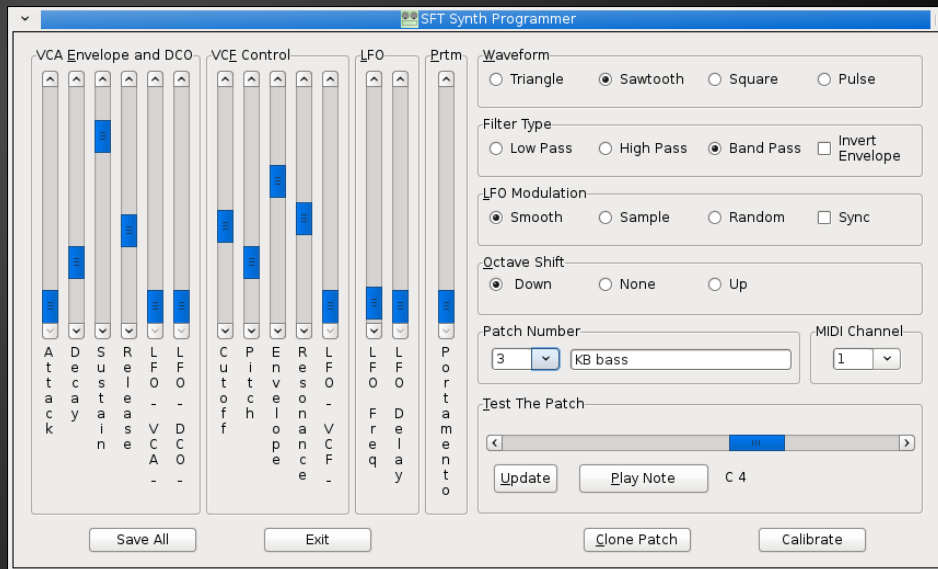 SFT Synth Programmer
VCA Envelope and DCO
VCF Control
LFO
Prtm
Attack
Decay
Sustain
Release
LFO - VCA -
LFO - DCO -
Cutoff
Pitch
Envelope
Ressonance
LFO - VCF -
LFO Freq
LFO Delay
Portamento
Waveform
Triangle
Sawtooth
Square
Pulse
Filter Type
Low Pass
High Pass
Band Pass
Invert
Envelope
LFO Modulation
Smooth
Sample
Random
Sync
Octave Shift
Down
None
Up
Patch Number
3
KB bass
MIDI Channel
1
Test The Patch
Update
Play Note
C 4
Save All
Exit
Clone Patch
Calibrate